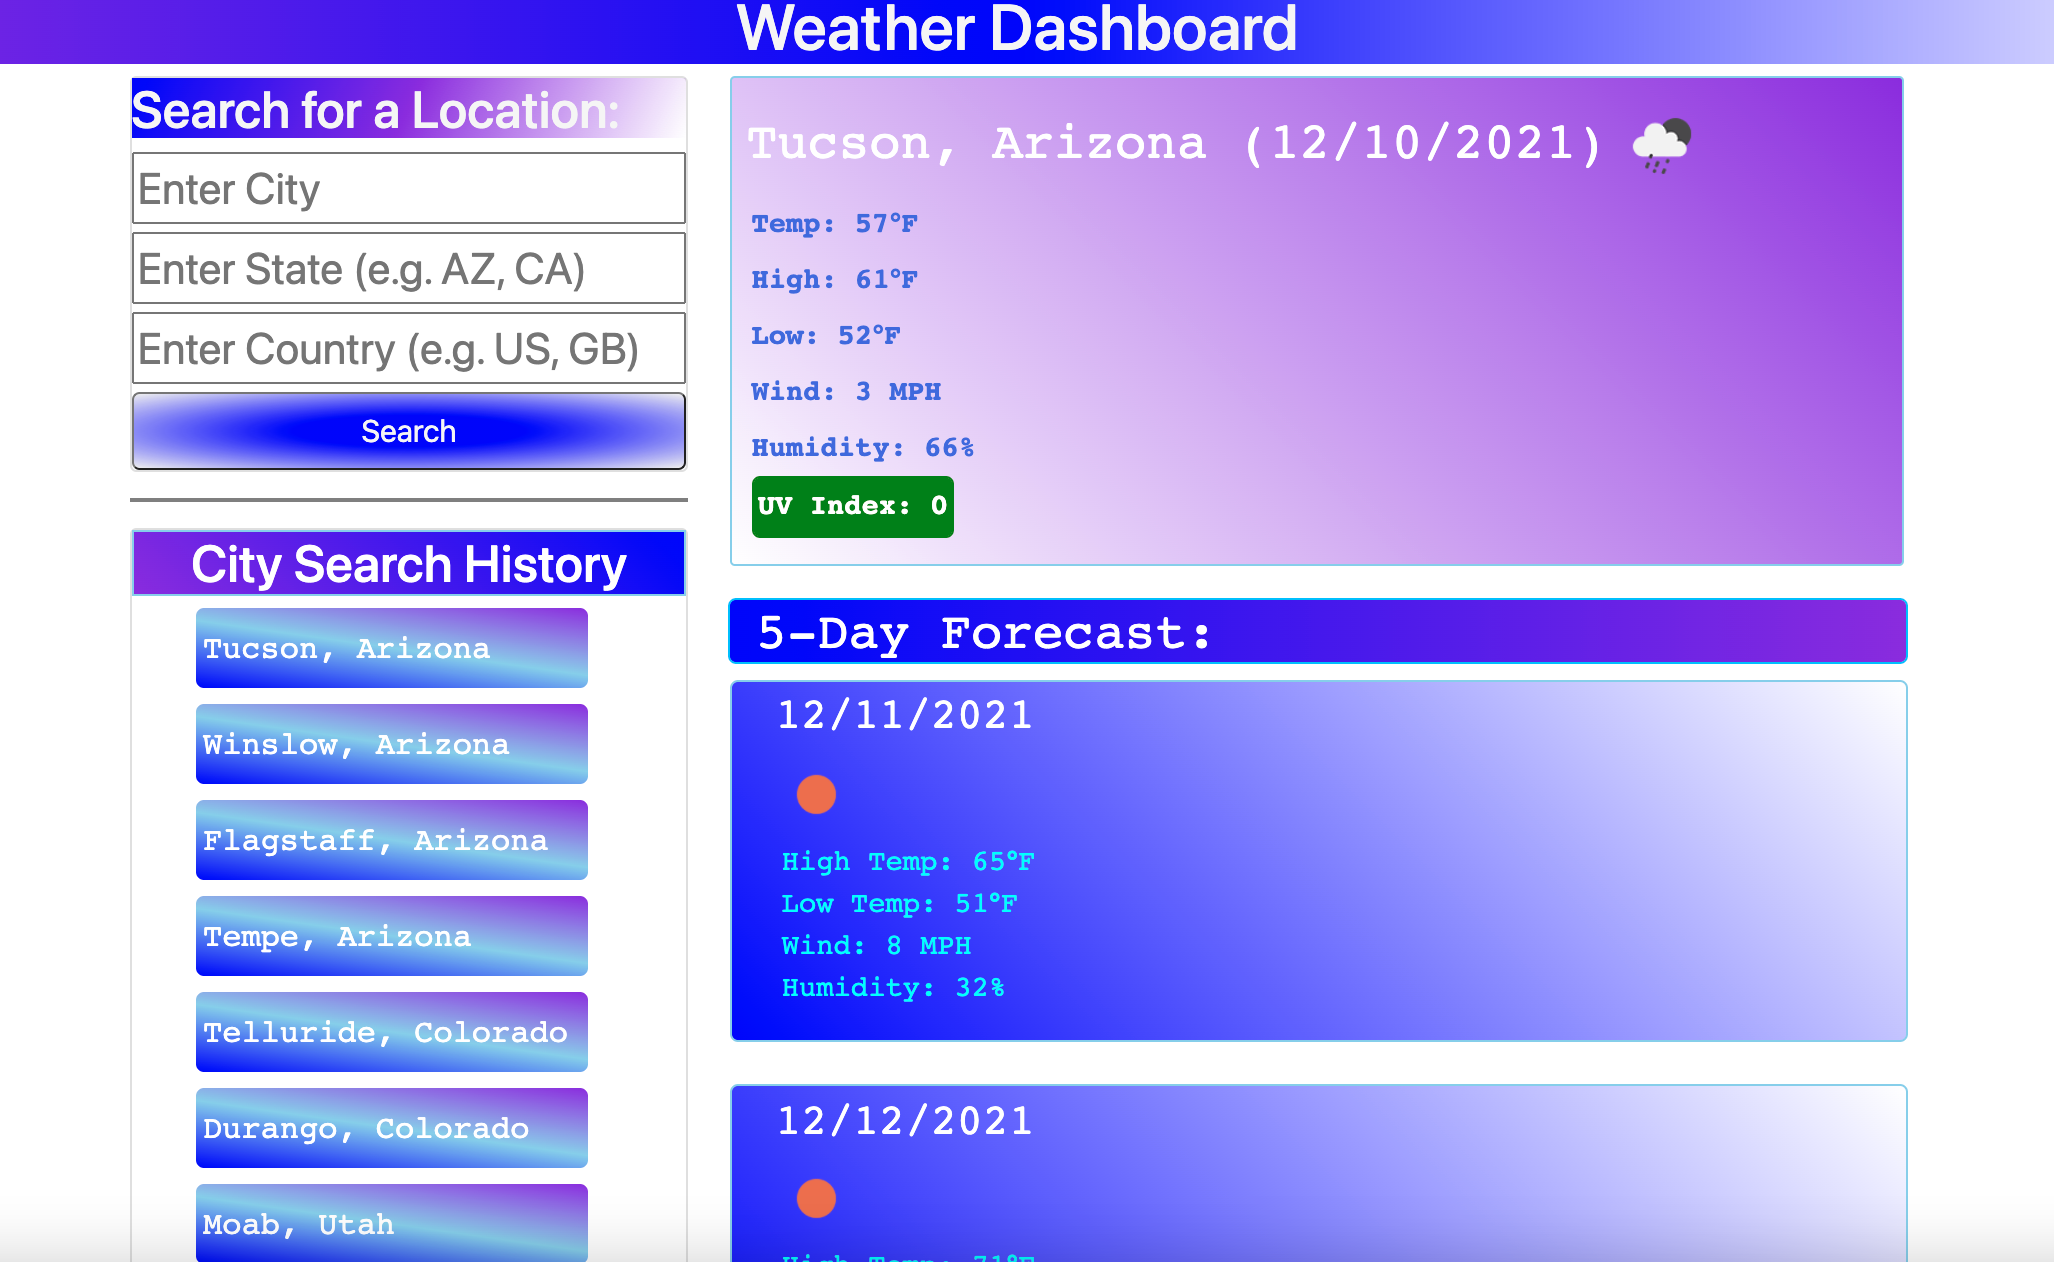 Weather Dashboard
Search for a Location:
Enter City
Enter State (e.g. AZ, CA)
Enter Country (e.g. US, GB)
Search
City Search History
Tucson, Arizona
Winslow, Arizona
Flagstaff, Arizona
Tempe, Arizona
Telluride, Colorado
Durango, Colorado
Moab, Utah
Tucson, Arizona (12/10/2021)
Temp: 57°F
High: 61°F
Low: 52°F
Wind: 3 MPH
Humidity: 66%
UV Index: 0
5-Day Forecast:
12/11/2021
High Temp: 65°F
Low Temp: 51°F
Wind: 8 MPH
Humidity: 32%
12/12/2021
High Temp: 71°F